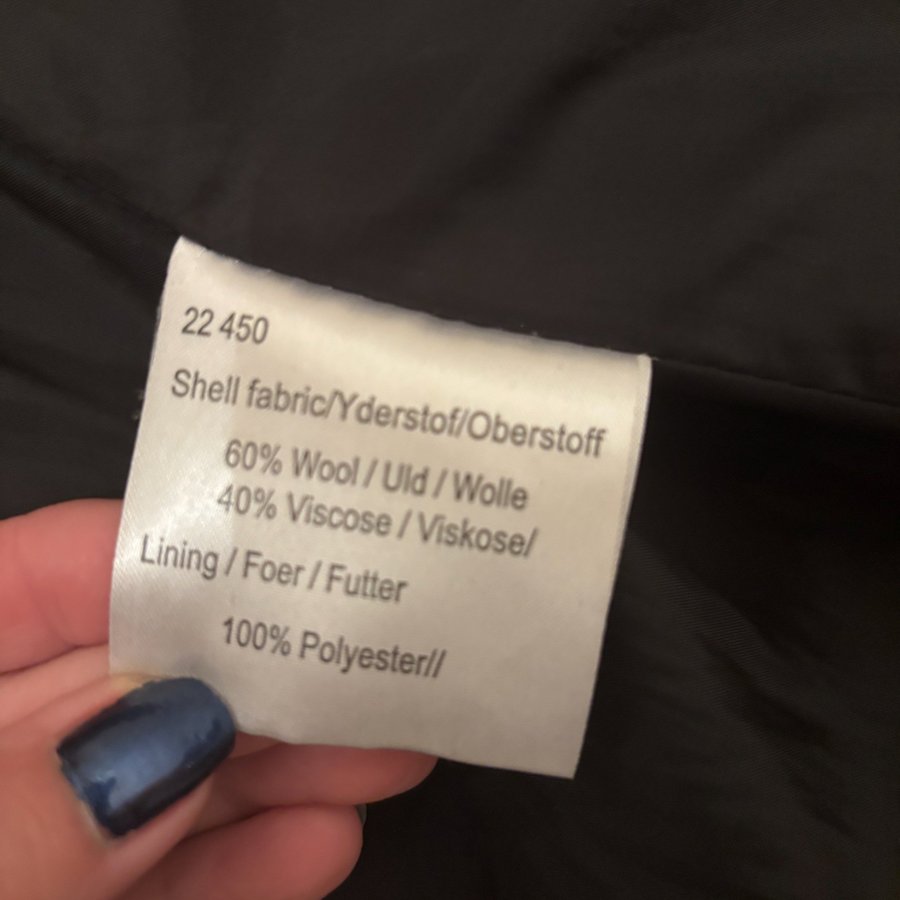 22 450
Shell fabric/Yderstof/Oberstoff
60% Wool / Uld / Wolle
40% Viscose / Viskose/
Lining / Foer / Futter
100% Polyester//